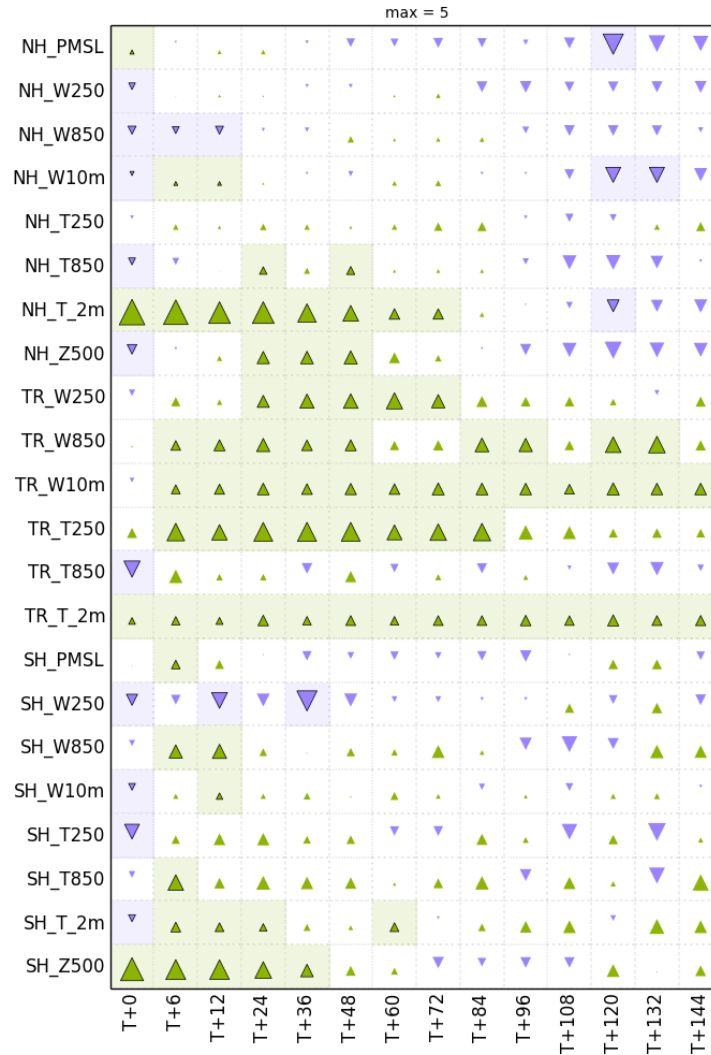 max = 5
NH_PMSL
NH_W250
NH_W850
NH_W10m
NH_T250
NH_T850
NH_T_2m
NH_Z500
TR_W250
TR_W850
TR_W10m
TR_T250
TR_T850
TR_T_2m
SH_PMSL
SH_W250
SH_W850
SH_W10m
SH_T250
SH_T850
SH_T_2m
SH_Z500
T+0
T+6
T+12
T+24
T+36
T+48
T+60
T+72
T+84
T+96
T+108
T+120
T+132
T+144